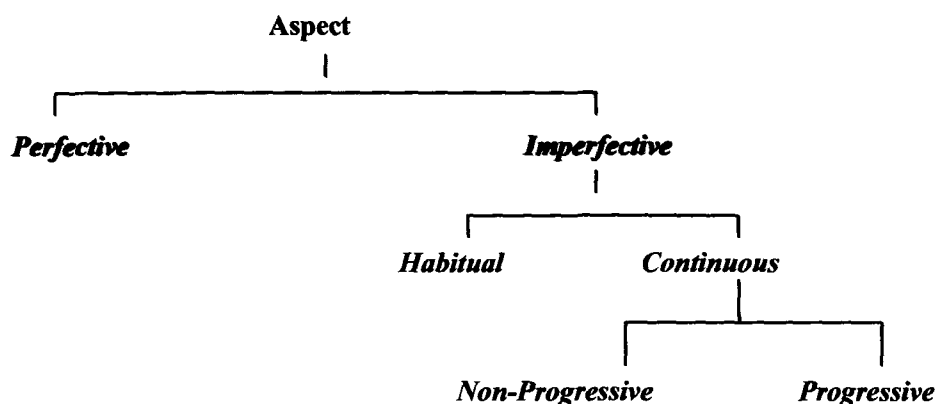 Aspect
Perfective Imperfective
Habitual Continuous
Non-Progressive Progressive